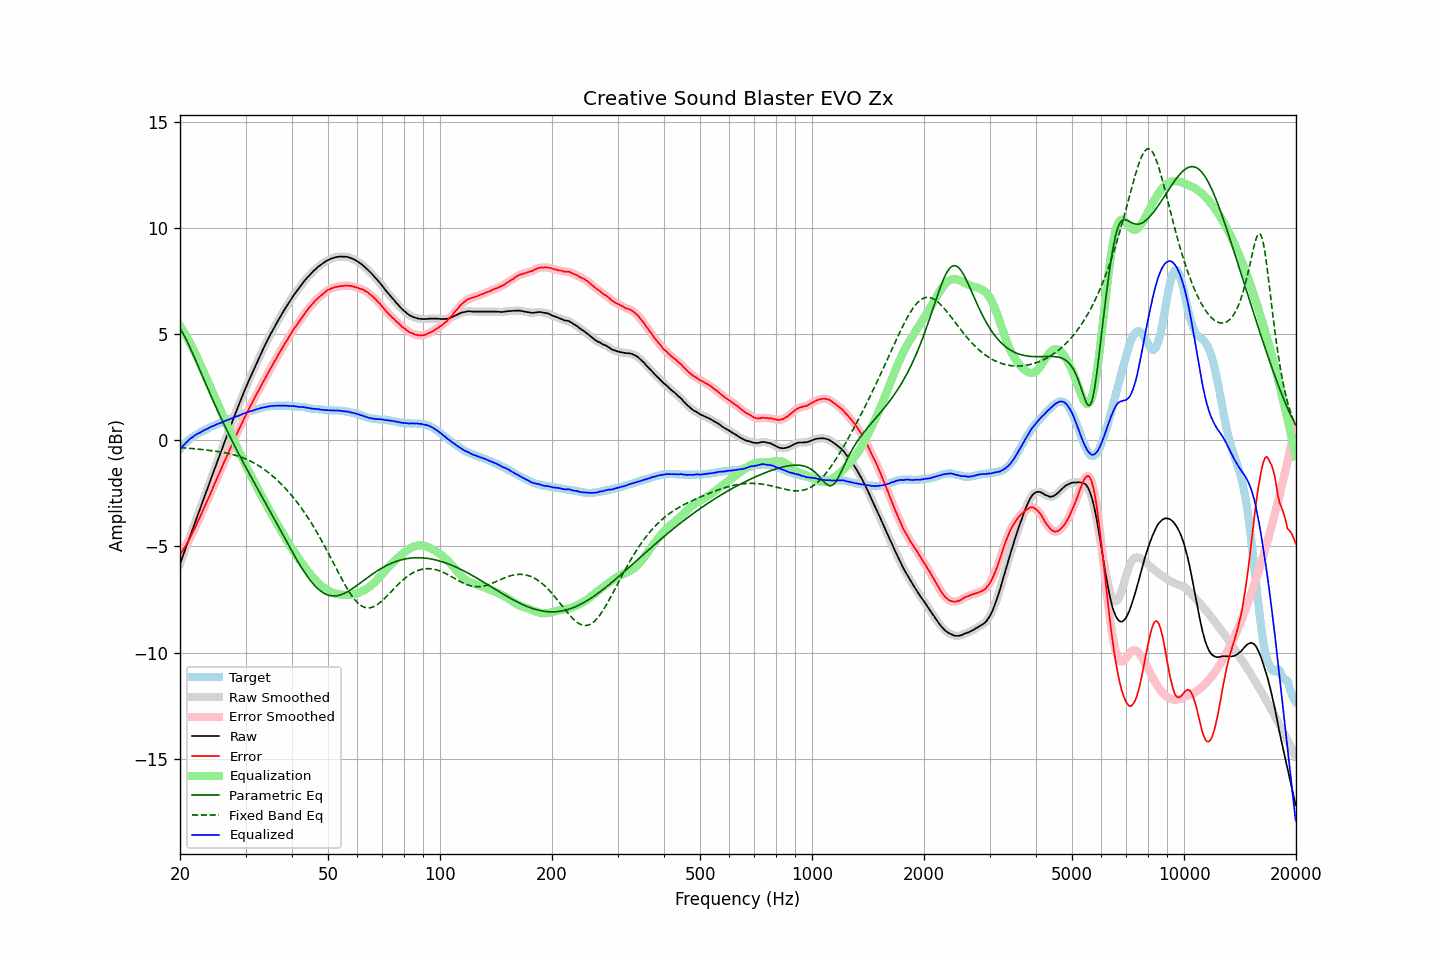 Creative Sound Blaster EVO Zx
15
10
5
0
−5
−10
−15
Amplitude (dBr)
Target
Raw Smoothed
Error Smoothed
Raw
Error
Equalization
Parametric Eq
Fixed Band Eq
Equalized
20 50 100 200 500 1000 2000 5000 10000 20000
Frequency (Hz)